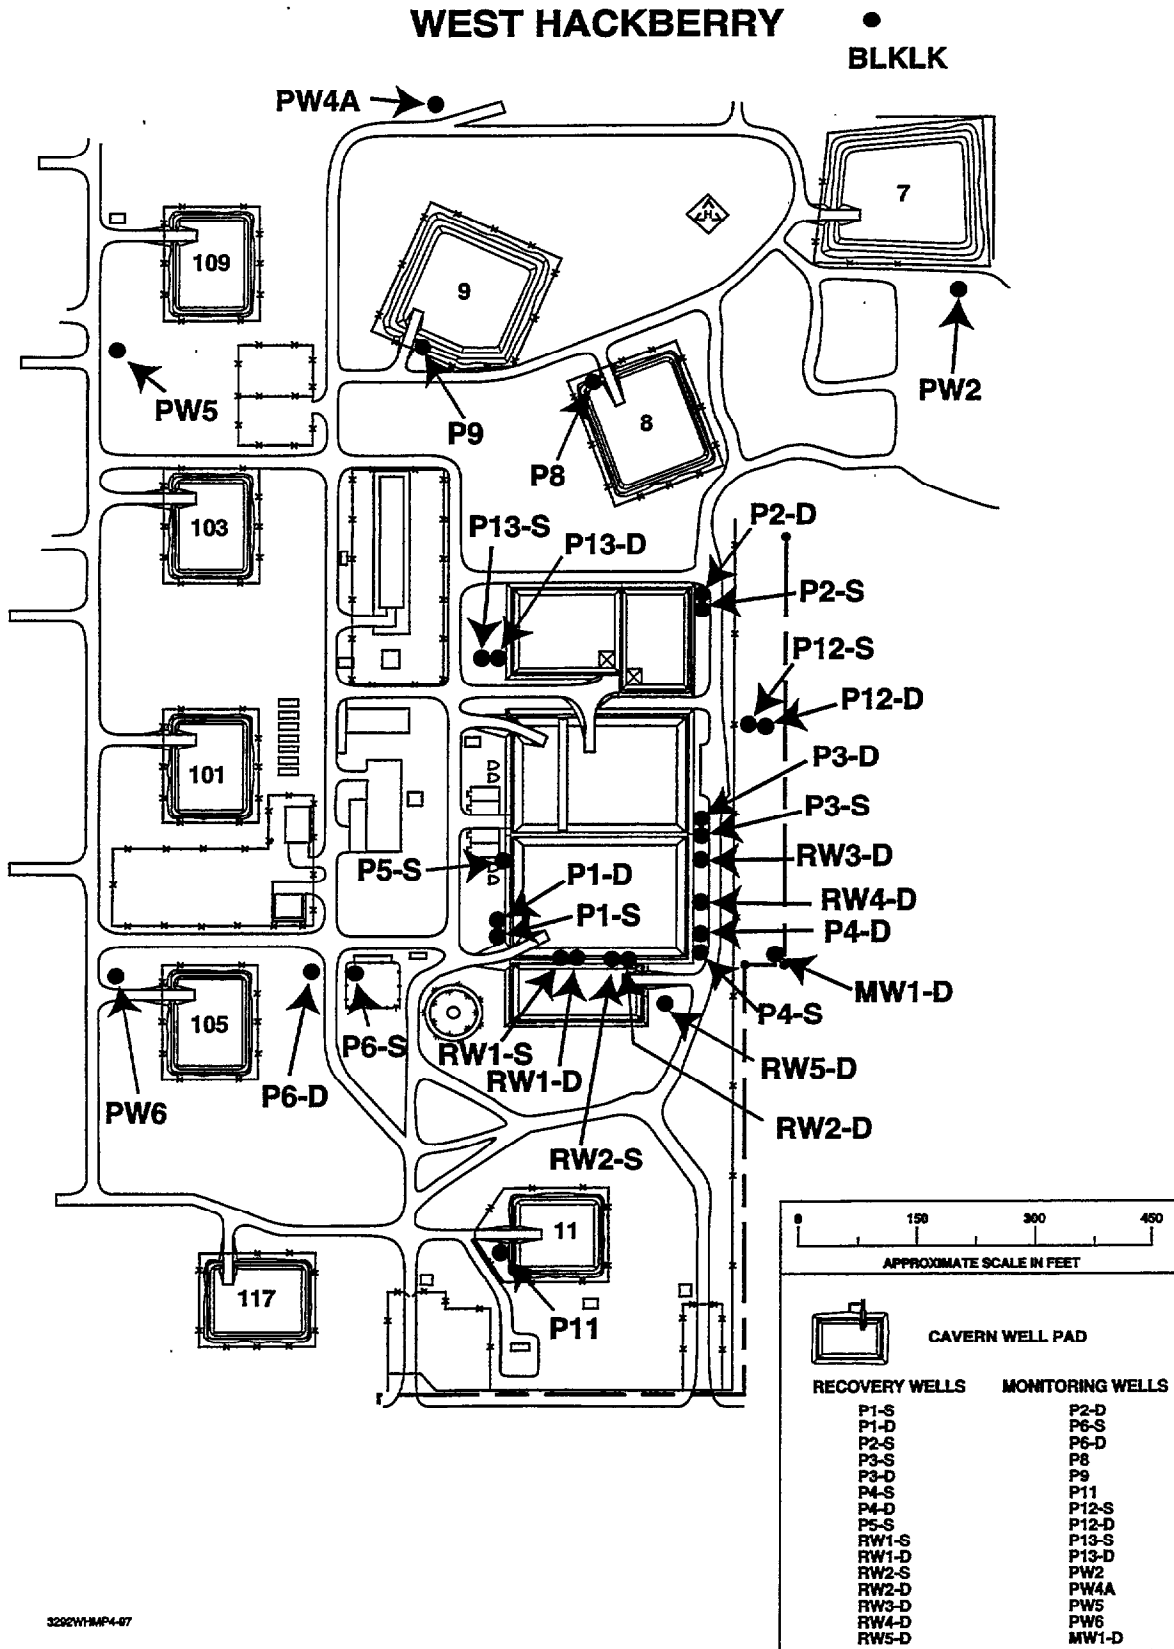 WEST HACKBERRY
BLKLK
PW4A
7
109
9
H
PW5
P9
P8
8
PW2
103
P13-S
P13-D
P2-D
P2-S
P12-S
P12-D
101
P3-D
P3-S
P5-S
RW3-D
P1-D
RW4-D
P1-S
P4-D
MW1-D
P4-S
105
P6-S
RW1-S
RW1-D
RW5-D
PW6
P6-D
RW2-D
RW2-S
11
P11
117
0 150 300 450
APPROXIMATE SCALE IN FEET
CAVERN WELL PAD
RECOVERY WELLS MONITORING WELLS
P1-S P2-D
P1-D P6-S
P2-S P6-D
P3-S P8
P3-D P9
P4-S P11
P4-D P12-S
P5-S P12-D
RW1-S P13-S
RW1-D P13-D
RW2-S PW2
RW2-D PW4A
RW3-D PW5
RW4-D PW6
RW5-D MW1-D
3292WHMP4-97